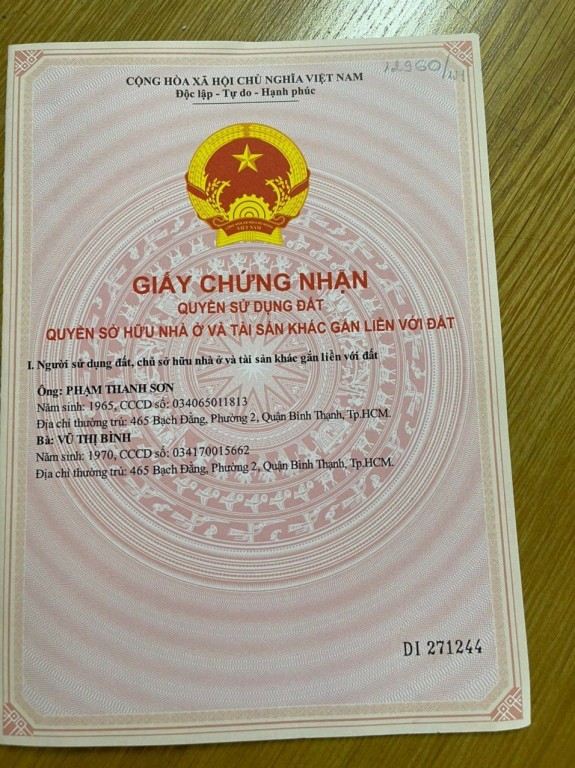 12960/
CỘNG HÒA XÃ HỘI CHỦ NGHĨA VIỆT NAM
Độc lập - Tự do - Hạnh phúc
VIỆT NAM
GIẤY CHỨNG NHẬN
QUYỀN SỬ DỤNG ĐẤT
QUYỀN SỞ HỮU NHÀ Ở VÀ TÀI SẢN KHÁC GẮN LIỀN VỚI ĐẤT
I. Người sử dụng đất, chủ sở hữu nhà ở và tài sản khác gắn liền với đất
Ông: PHẠM THANH SƠN
Năm sinh: 1965, CCCD số: 034065011813
Địa chỉ thường trú: 465 Bạch Đằng, Phường 2, Quận Bình Thạnh, Tp.HCM.
Bà: VŨ THỊ BÌNH
Năm sinh: 1970, CCCD số: 034170015662
Địa chỉ thường trú: 465 Bạch Đằng, Phường 2, Quận Bình Thạnh, Tp.HCM.
DI 271244